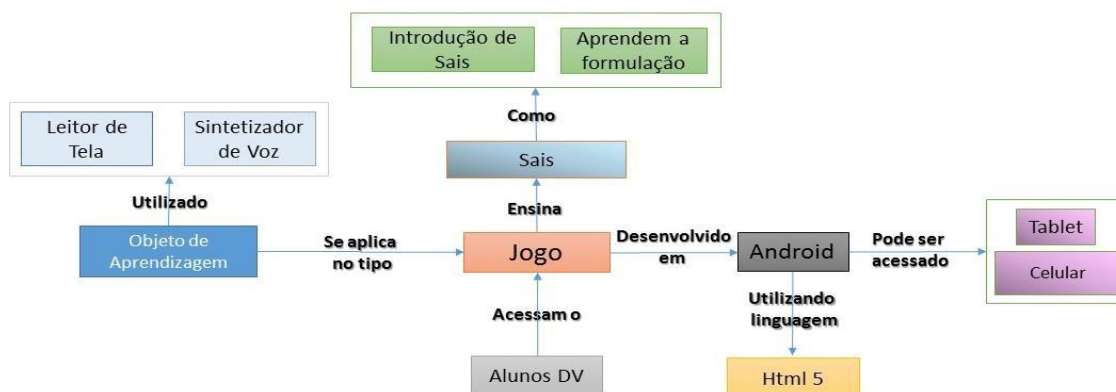 Introdução de
Sais
Aprendem a
formulação
Como
Leitor de
Tela
Sintetizador
de Voz
Sais
Utilizado
Ensina
Objeto de
Aprendizagem
Se aplica
no tipo
Jogo
Desenvolvido
em
Android
Pode ser
acessado
Tablet
Celular
Acessam o
Utilizando
linguagem
Alunos DV
Html 5